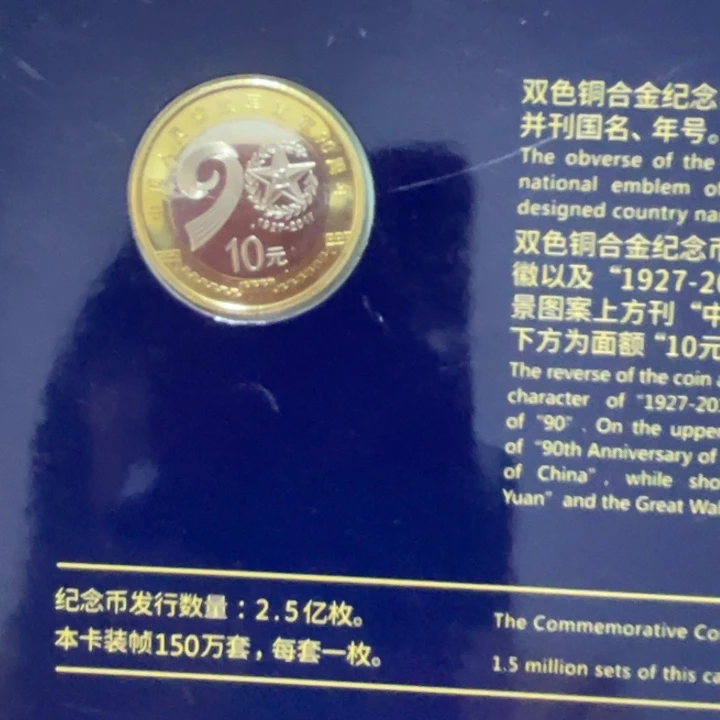 90
1927-2017
10元
双色铜合金纪念
并刊国名、年号。
The obverse of the
national emblem of
designed country na
双色铜合金纪念币
徽以及“1927-20
景图案上方刊“中
下方为面额“10元
The reverse of the coin
character of "1927-20
of "90". On the upper
of "90th Anniversary of
of China", while sho
Yuan" and the Great Wal
纪念币发行数量：2.5亿枚。
本卡装帧150万套，每套一枚。
The Commemorative Co
1.5 million sets of this ca